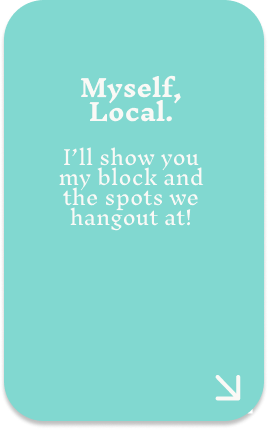 Myself,
Local.
I’ll show you
my block and
the spots we
hangout at!